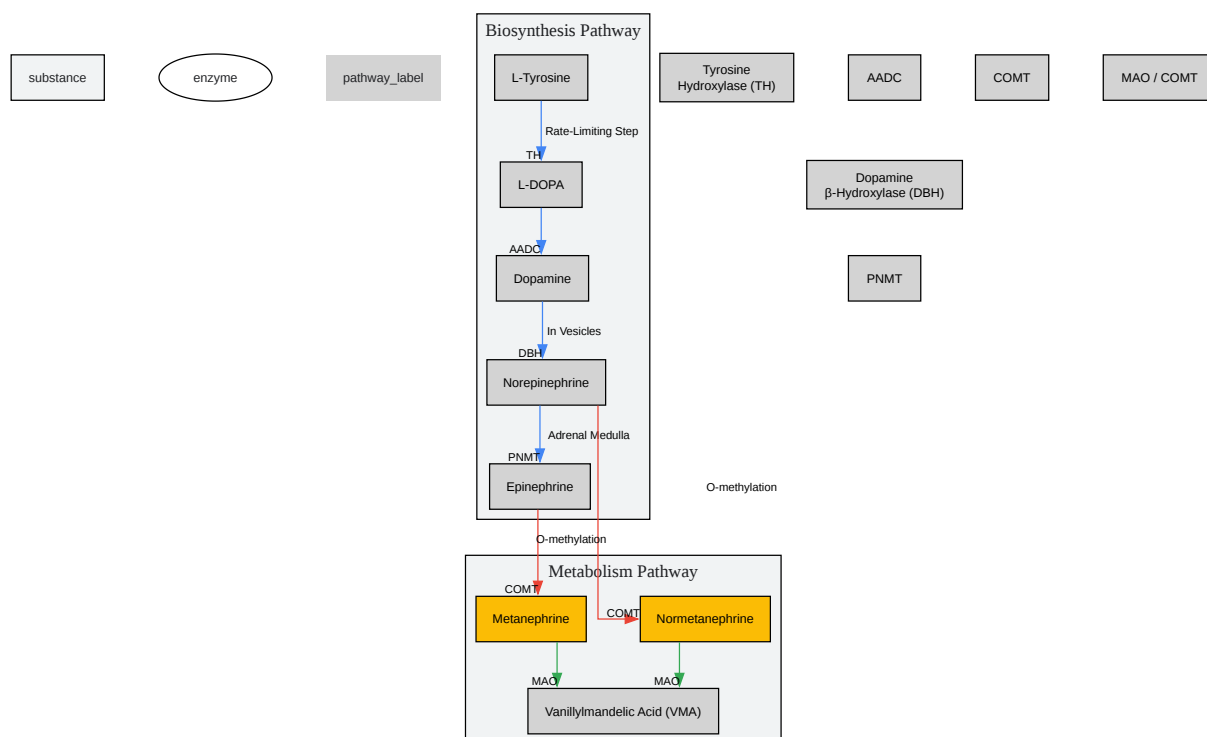 Biosynthesis Pathway
substance
enzyme
pathway_label
L-Tyrosine
Tyrosine
Hydroxylase (TH)
AADC
COMT
MAO / COMT
Rate-Limiting Step
TH
L-DOPA
Dopamine
β-Hydroxylase (DBH)
AADC
Dopamine
PNMT
In Vesicles
DBH
Norepinephrine
Adrenal Medulla
PNMT
Epinephrine
O-methylation
O-methylation
Metabolism Pathway
COMT
Metanephrine
COMT
Normetanephrine
MAO
MAO
Vanillylmandelic Acid (VMA)